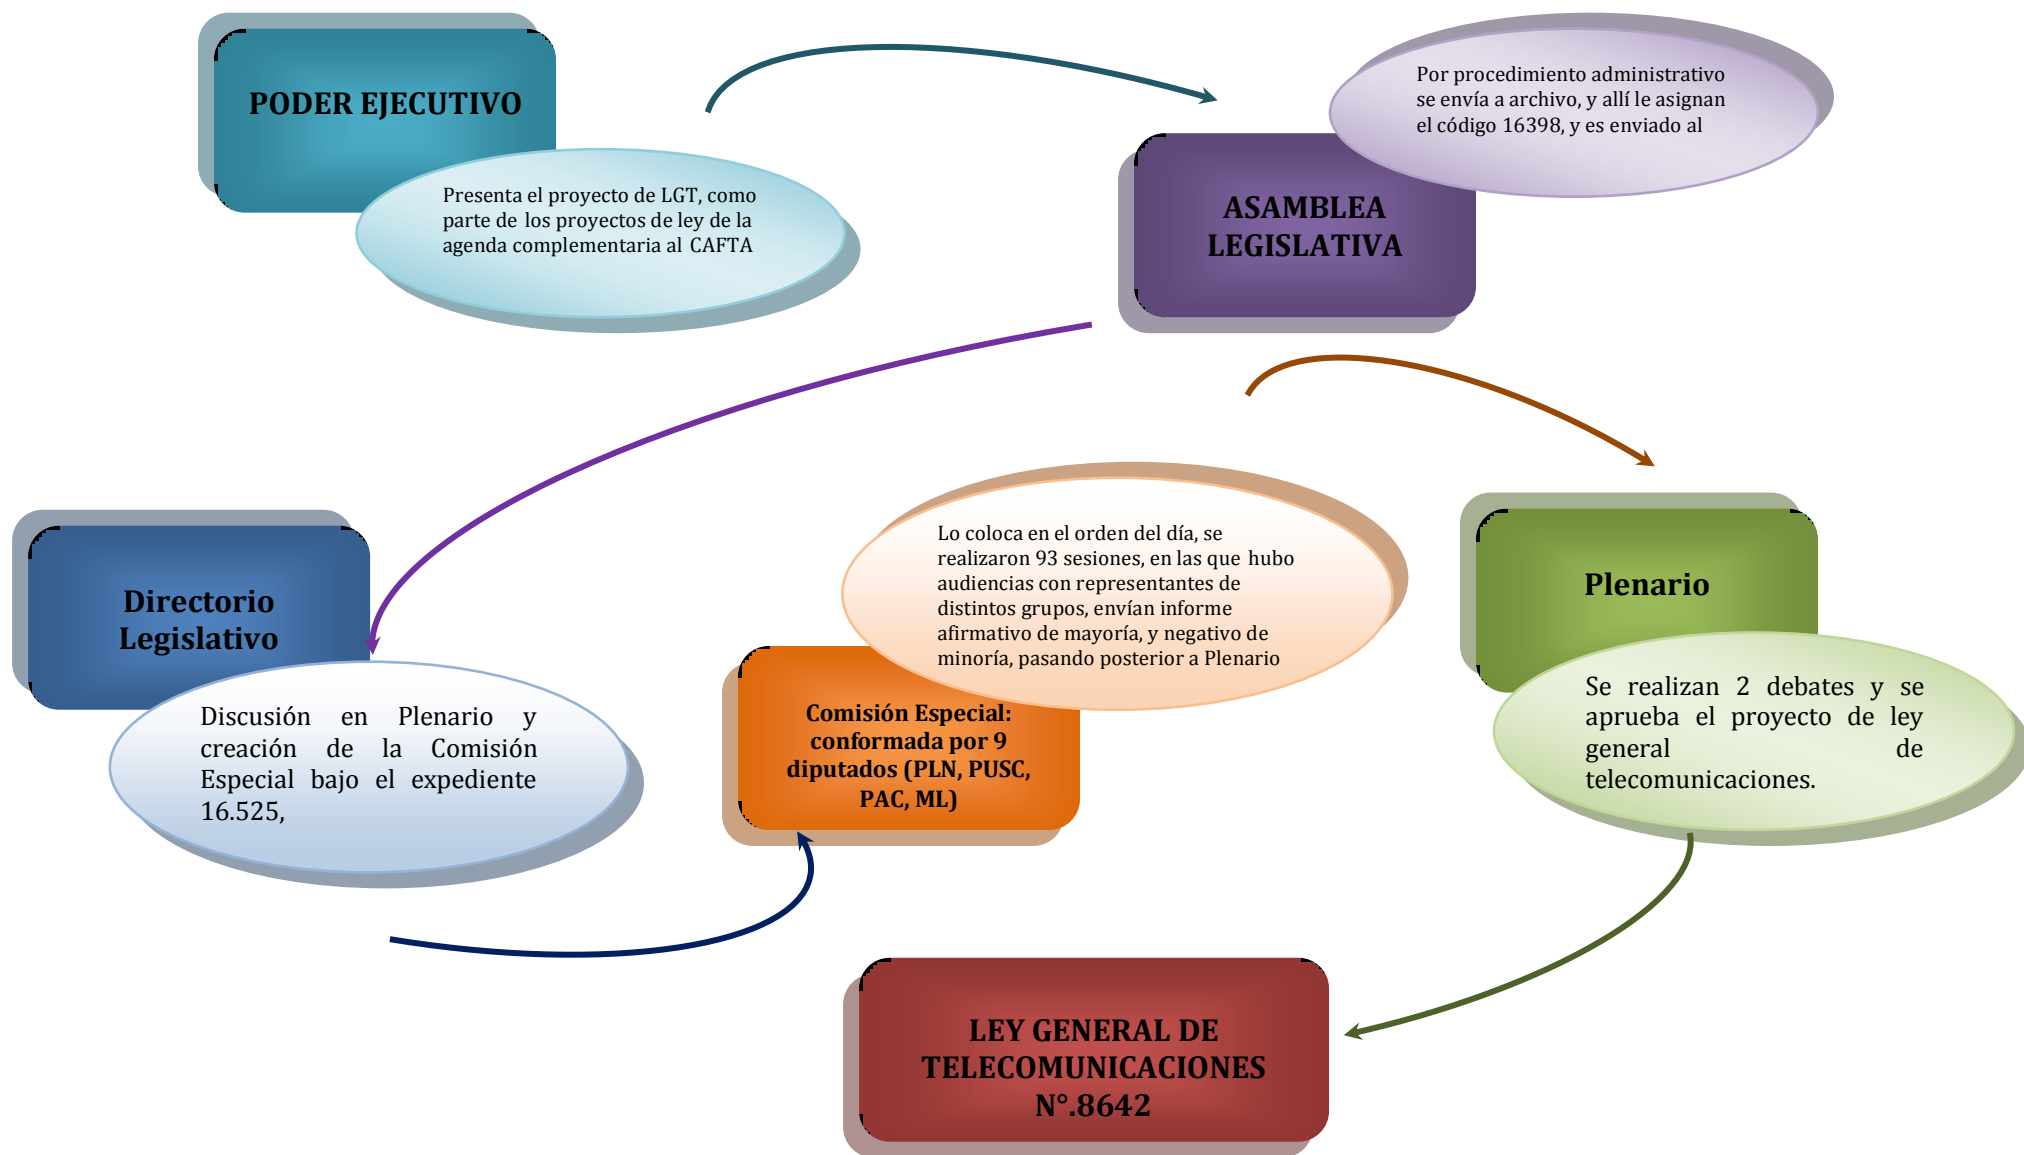 PODER EJECUTIVO
Presenta el proyecto de LGT, como
parte de los proyectos de ley de la
agenda complementaria al CAFTA
Por procedimiento administrativo
se envía a archivo, y allí le asignan
el código 16398, y es enviado al
ASAMBLEA
LEGISLATIVA
Directorio
Legislativo
Discusión en Plenario y
creación de la Comisión
Especial bajo el expediente
16.525,
Lo coloca en el orden del día, se
realizaron 93 sesiones, en las que hubo
audiencias con representantes de
distintos grupos, envían informe
afirmativo de mayoría, y negativo de
minoría, pasando posterior a Plenario
Comisión Especial:
conformada por 9
diputados (PLN, PUSC,
PAC, ML)
Plenario
Se realizan 2 debates y se
aprueba el proyecto de ley
general de
telecomunicaciones.
LEY GENERAL DE
TELECOMUNICACIONES
N°.8642